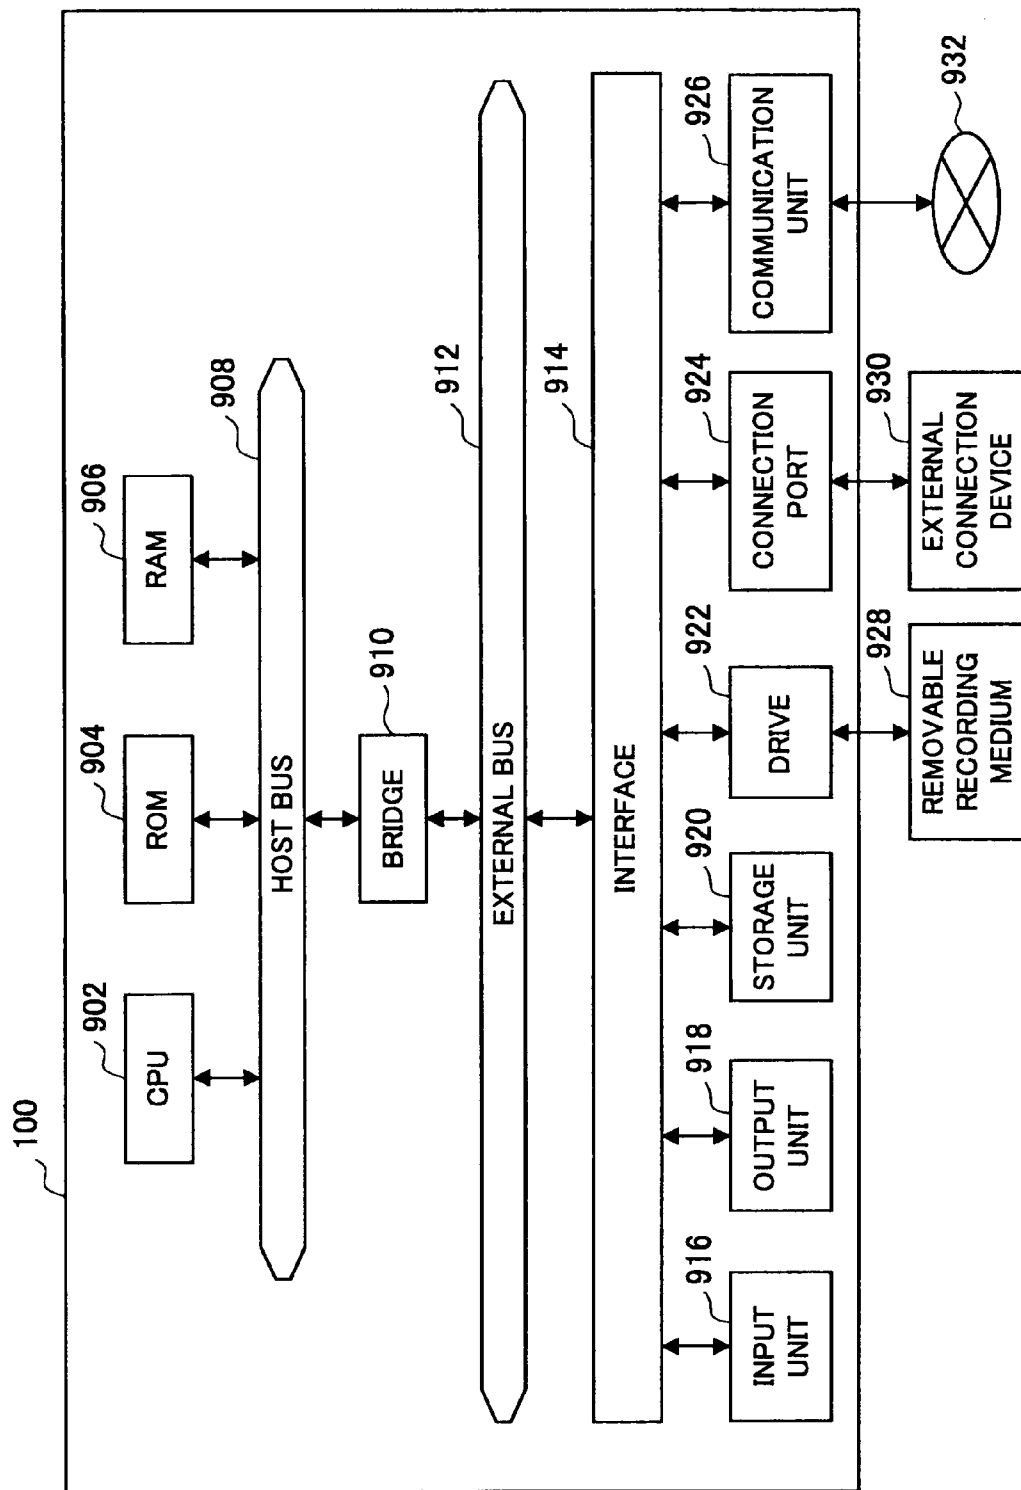 100
902
CPU
904
ROM
906
RAM
908
HOST BUS
910
BRIDGE
912
EXTERNAL BUS
914
INTERFACE
916
INPUT
UNIT
918
OUTPUT
UNIT
920
STORAGE
UNIT
922
DRIVE
924
CONNECTION
PORT
926
COMMUNICATION
UNIT
928
REMOVABLE
RECORDING
MEDIUM
930
EXTERNAL
CONNECTION
DEVICE
932